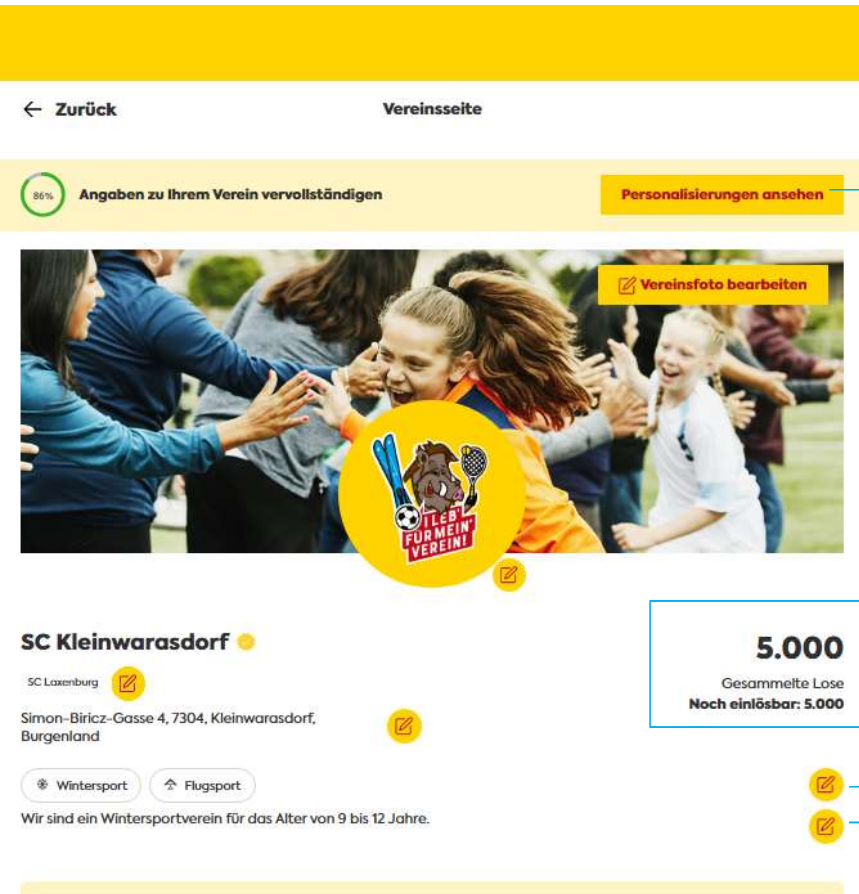 ← Zurück
Vereinsseite
86%
Angaben zu Ihrem Verein vervollständigen
Personalisierungen ansehen
Vereinsfoto bearbeiten
I LEB'
FÜR MEIN'
VEREIN!
SC Kleinwarasdorf
SC Laxenburg
Simon-Biricz-Gasse 4, 7304, Kleinwarasdorf,
Burgenland
5.000
Gesammelte Lose
Noch einlösbar: 5.000
Wintersport
Flugsport
Wir sind ein Wintersportverein für das Alter von 9 bis 12 Jahre.